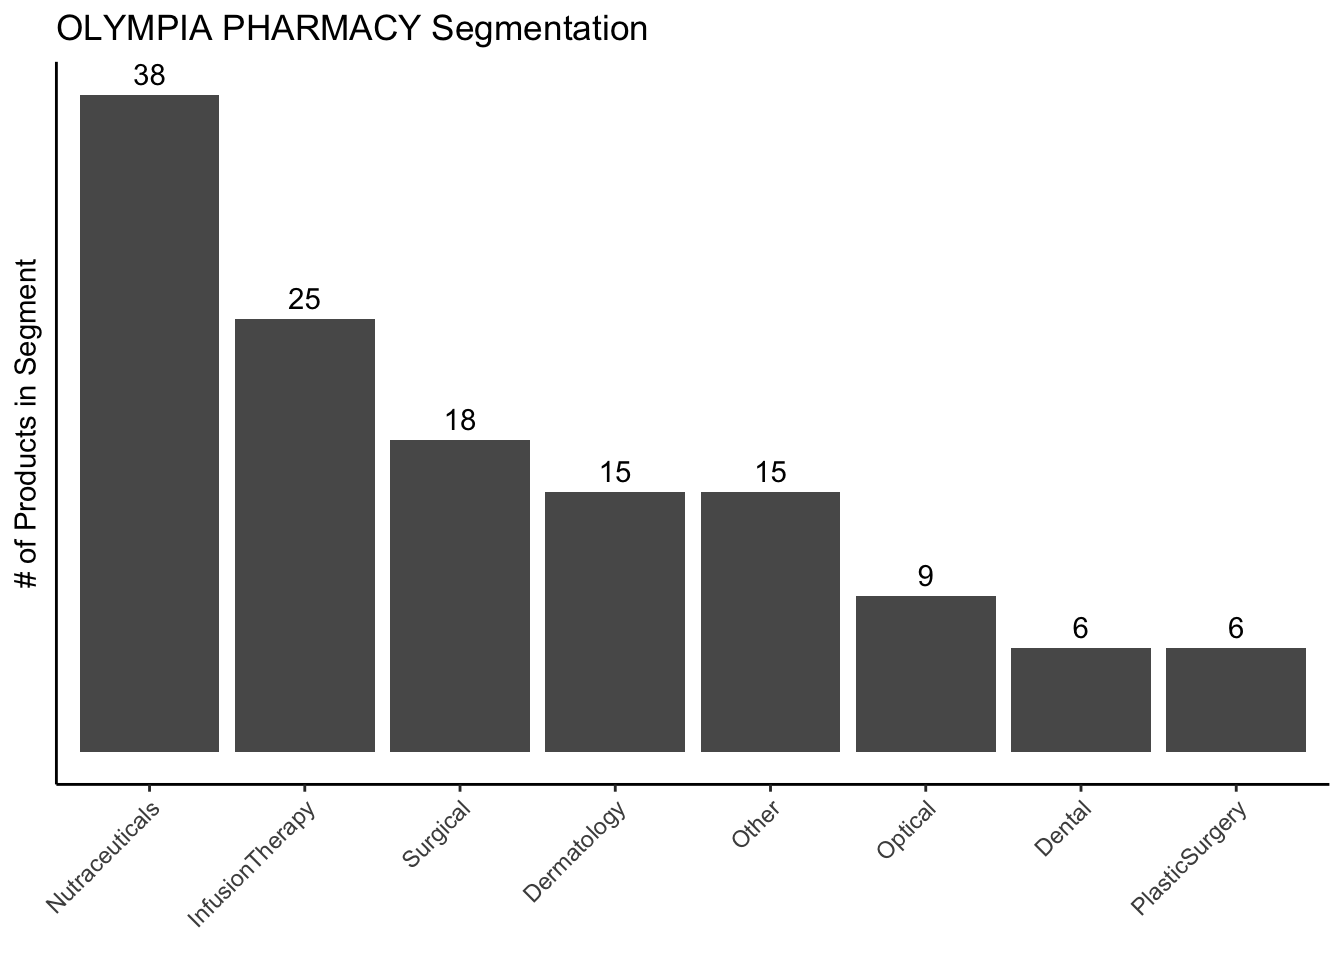 OLYMPIA PHARMACY Segmentation
# of Products in Segment
38
25
18
15
15
9
6
6
Nutraceuticals
InfusionTherapy
Surgical
Dermatology
Other
Optical
Dental
PlasticSurgery